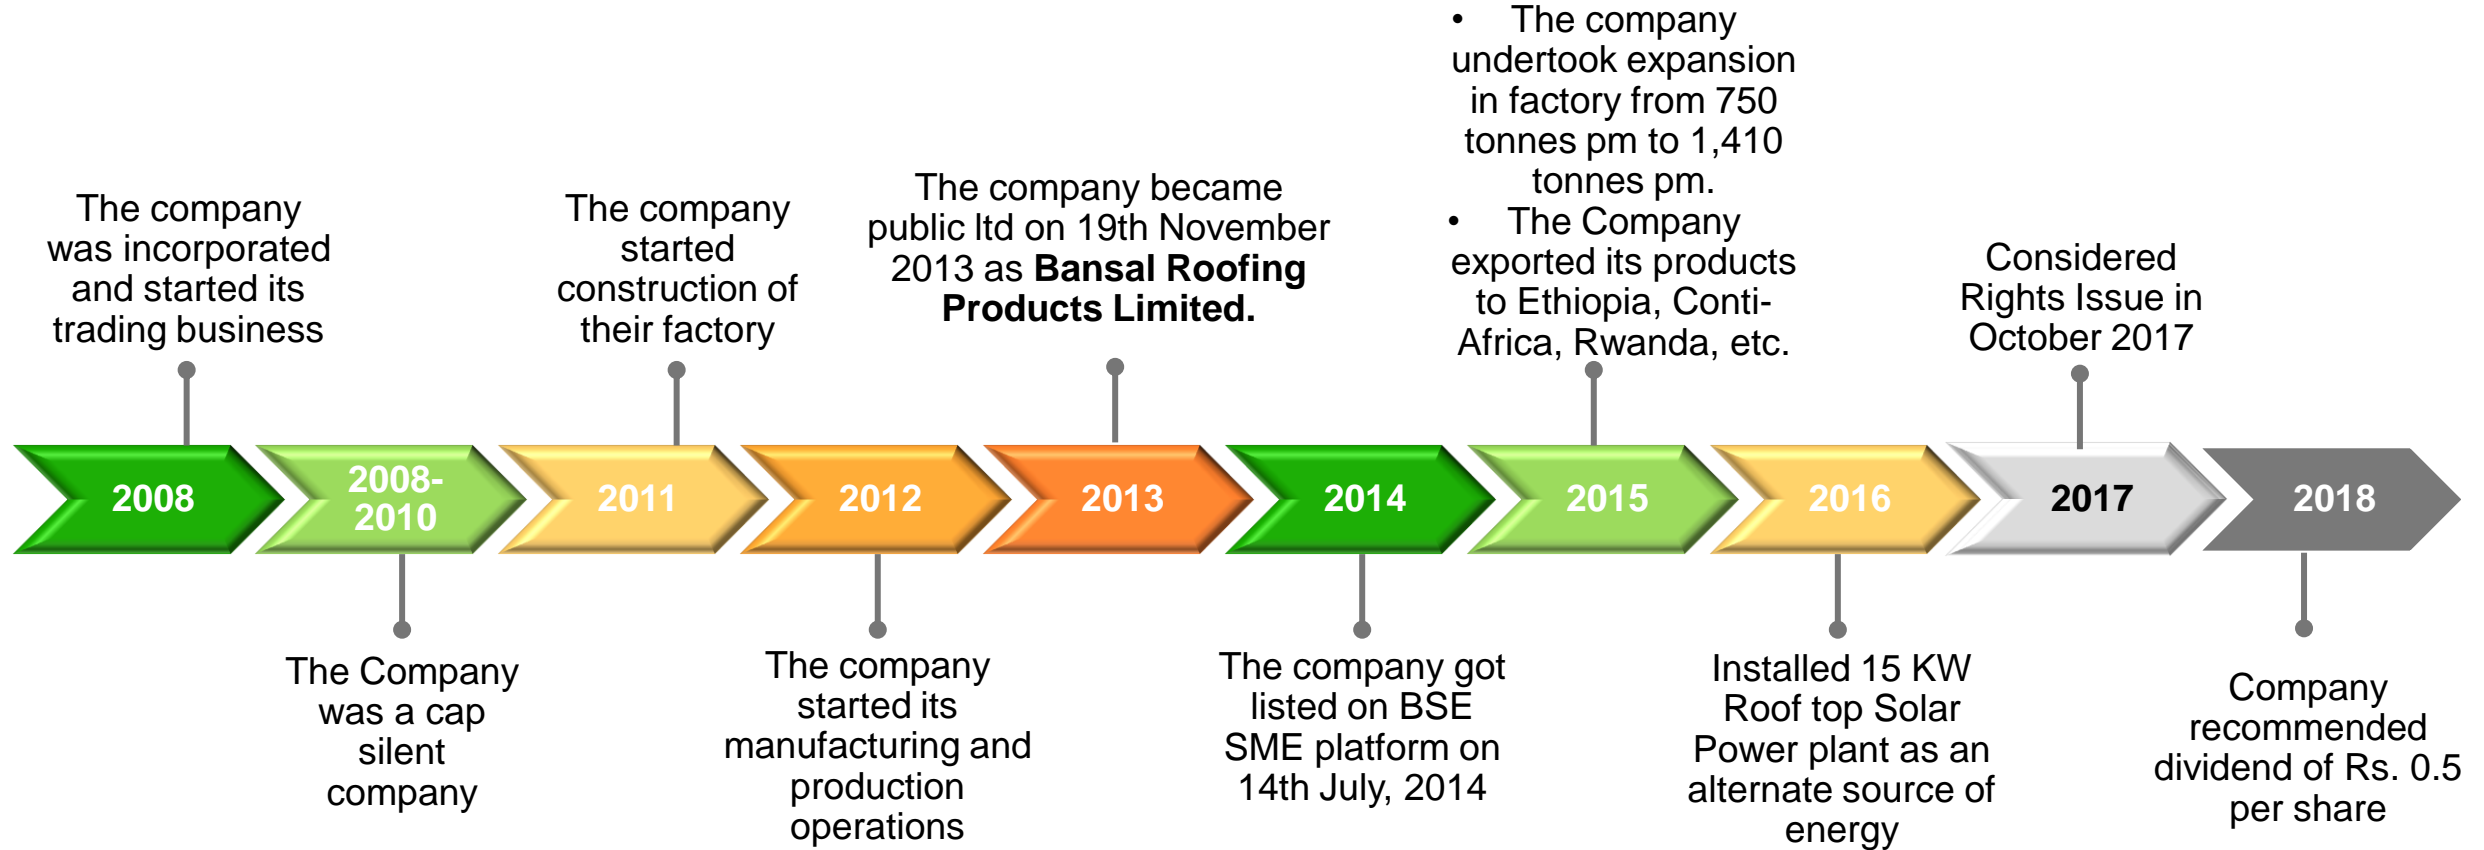 The company
was incorporated
and started its
trading business
The company
started
construction of
their factory
The company became
public ltd on 19th November
2013 as Bansal Roofing
Products Limited.
• The company
undertook expansion
in factory from 750
tonnes pm to 1,410
tonnes pm.
• The Company
exported its products
to Ethiopia, Conti-
Africa, Rwanda, etc.
Considered
Rights Issue in
October 2017
2008
2008-
2010
2011
2012
2013
2014
2015
2016
2017
2018
The Company
was a cap
silent
company
The company
started its
manufacturing and
production
operations
The company got
listed on BSE
SME platform on
14th July, 2014
Installed 15 KW
Roof top Solar
Power plant as an
alternate source of
energy
Company
recommended
dividend of Rs. 0.5
per share